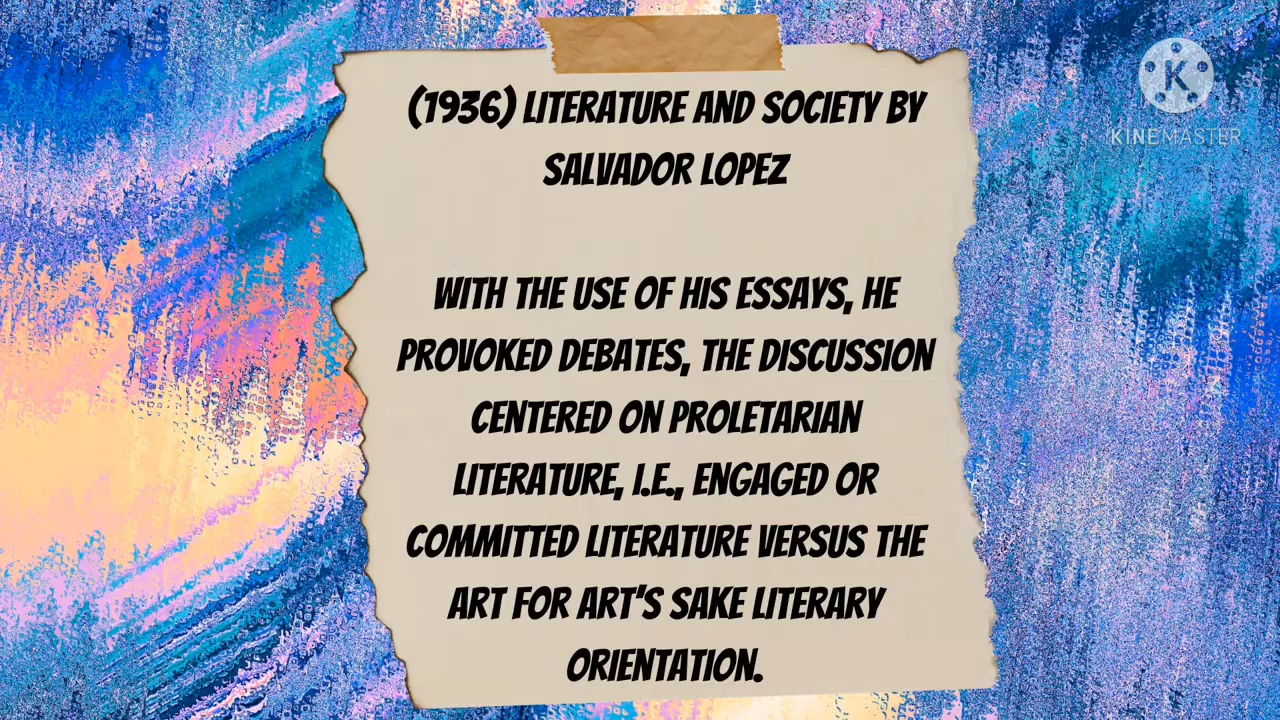 (1936) LITERATURE AND SOCIETY BY
SALVADOR LOPEZ
WITH THE USE OF HIS ESSAYS, HE
PROVOKED DEBATES, THE DISCUSSION
CENTERED ON PROLETARIAN
LITERATURE, I.E., ENGAGED OR
COMMITTED LITERATURE VERSUS THE
ART FOR ART'S SAKE LITERARY
ORIENTATION.
K
KINEMASTER